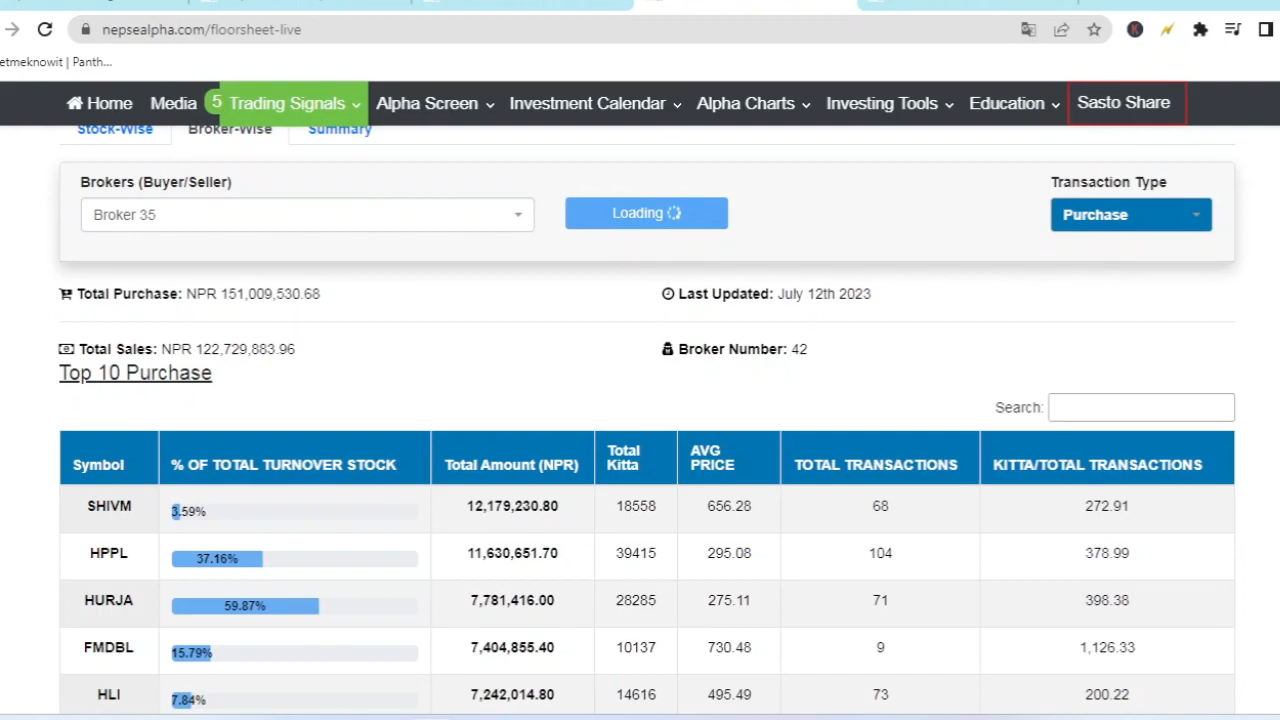 nepsealpha.com/floorsheet-live
etmeknowit | Panth...
Home Media 5 Trading Signals Alpha Screen Investment Calendar Alpha Charts Investing Tools Education Sasto Share
Stock-Wise Broker-Wise Summary
Brokers (Buyer/Seller) Transaction Type
Broker 35 Loading Purchase
Total Purchase: NPR 151,009,530.68 Last Updated: July 12th 2023
Total Sales: NPR 122,729,883.96 Broker Number: 42
Top 10 Purchase
Search:
Symbol % OF TOTAL TURNOVER STOCK Total Amount (NPR) Total Kitta AVG PRICE TOTAL TRANSACTIONS KITTA/TOTAL TRANSACTIONS
SHIVM 3.59% 12,179,230.80 18558 656.28 68 272.91
HPPL 37.16% 11,630,651.70 39415 295.08 104 378.99
HURJA 59.87% 7,781,416.00 28285 275.11 71 398.38
FMDBL 15.79% 7,404,855.40 10137 730.48 9 1,126.33
HLI 7.84% 7,242,014.80 14616 495.49 73 200.22